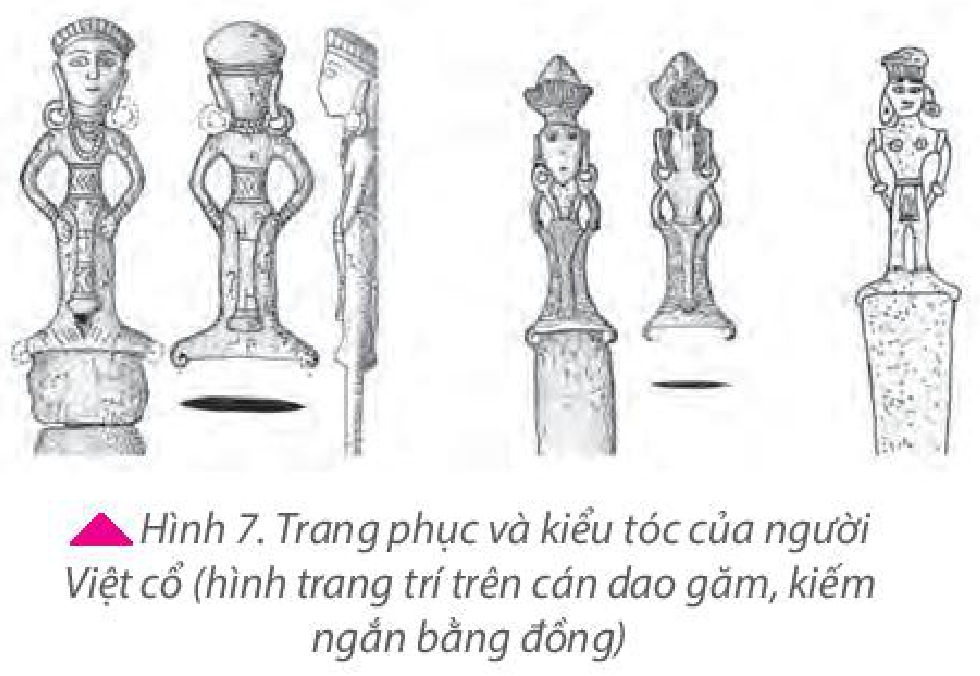 Hình 7. Trang phục và kiểu tóc của người
Việt cổ (hình trang trí trên cán dao găm, kiếm
ngắn bằng đồng)